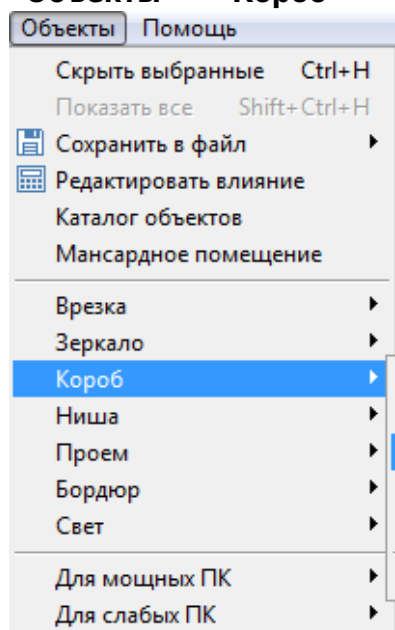 Объекты Помощь
Скрыть выбранные Ctrl+H
Показать все Shift+Ctrl+H
Сохранить в файл
Редактировать влияние
Каталог объектов
Мансардное помещение
Врезка
Зеркало
Короб
Ниша
Проем
Бордюр
Свет
Для мощных ПК
Для слабых ПК